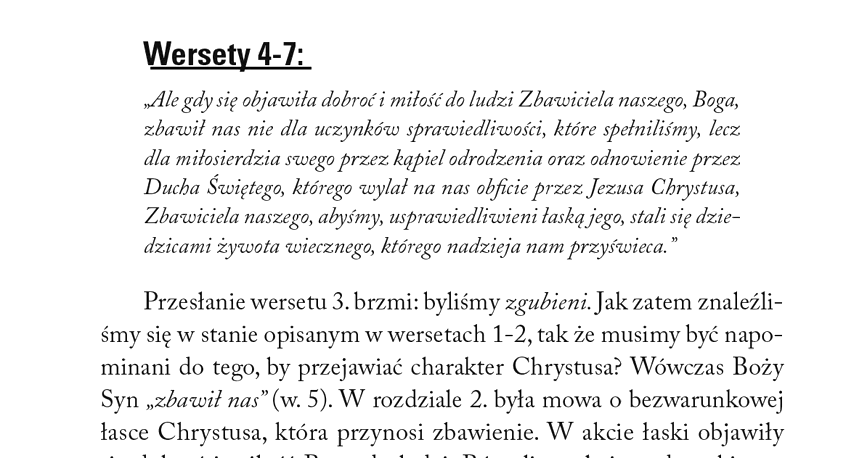 Wersety 4-7:
„Ale gdy się objawiła dobroć i miłość do ludzi Zbawiciela naszego, Boga,
zbawił nas nie dla uczynków sprawiedliwości, które spełniliśmy, lecz
dla miłosierdzia swego przez kąpiel odrodzenia oraz odnowienie przez
Ducha Świętego, którego wylał na nas obficie przez Jezusa Chrystusa,
Zbawiciela naszego, abyśmy, usprawiedliwieni łaską jego, stali się dzie-
dzicami żywota wiecznego, którego nadzieja nam przyświeca.”
Przesłanie wersetu 3. brzmi: byliśmy zgubieni. Jak zatem znaleźli-
śmy się w stanie opisanym w wersetach 1-2, tak że musimy być napo-
minani do tego, by przejawiać charakter Chrystusa? Wówczas Boży
Syn „zbawił nas” (w. 5). W rozdziale 2. była mowa o bezwarunkowej
łasce Chrystusa, która przynosi zbawienie. W akcie łaski objawiły